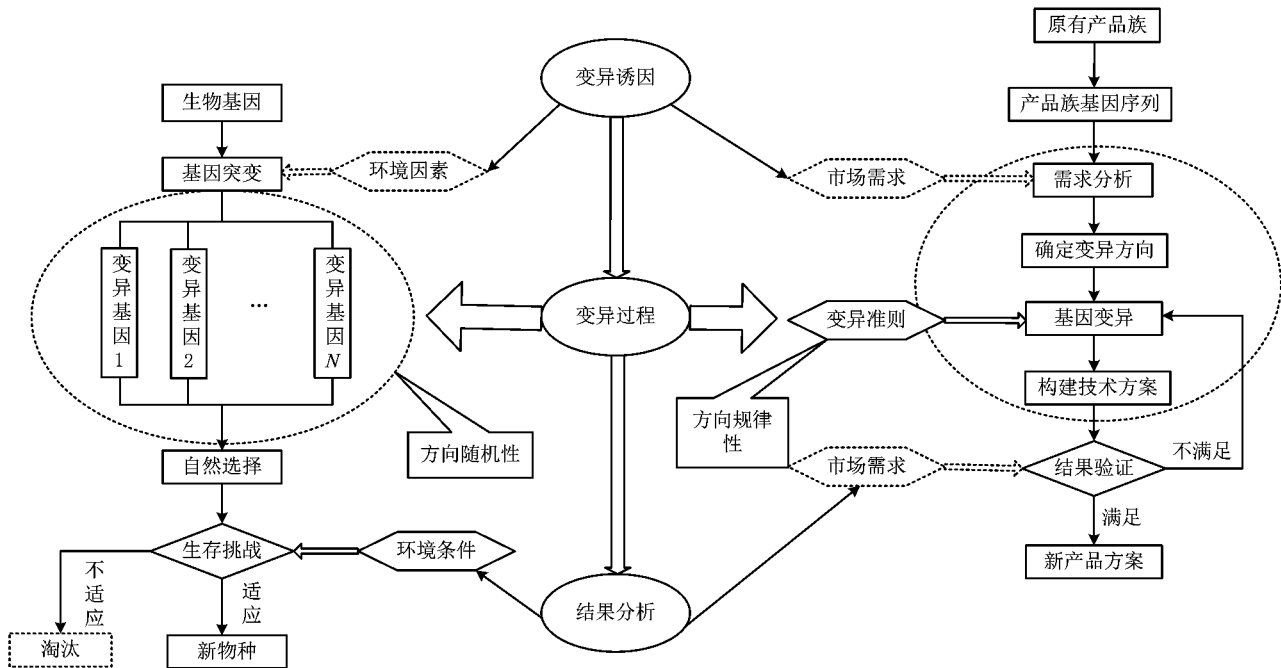 原有产品族
变异诱因
生物基因
产品族基因序列
基因突变
环境因素
市场需求
需求分析
变异基因1
变异基因2
...
变异基因N
确定变异方向
变异过程
变异准则
基因变异
构建技术方案
方向规律
性
方向随机性
自然选择
市场需求
结果验证
不满足
满足
生存挑战
环境条件
新产品方案
不适应
适应
结果分析
淘汰
新物种